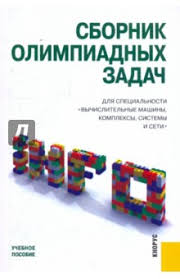 СБОРНИК
ОЛИМПИАДНЫХ
ЗАДАЧ
ДЛЯ СПЕЦИАЛЬНОСТИ
«ВЫЧИСЛИТЕЛЬНЫЕ МАШИНЫ,
КОМПЛЕКСЫ, СИСТЕМЫ
И СЕТИ»
INFO
УЧЕБНОЕ
ПОСОБИЕ
КНОРУС